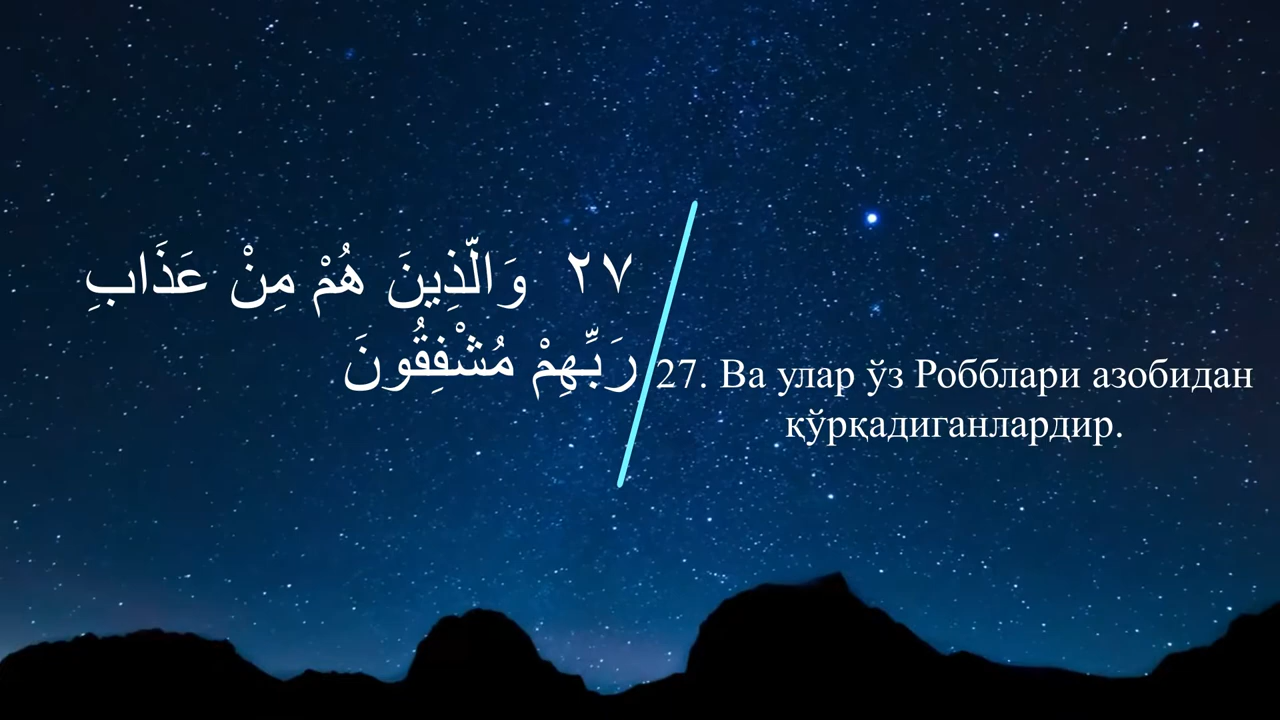 ٢٧ وَالَّذِينَ هُمْ مِنْ عَذَابِ
رَبِّهِمْ مُشْفِقُونَ
27. Ва улар ўз Робблари азобидан
қўрқадиганлардир.